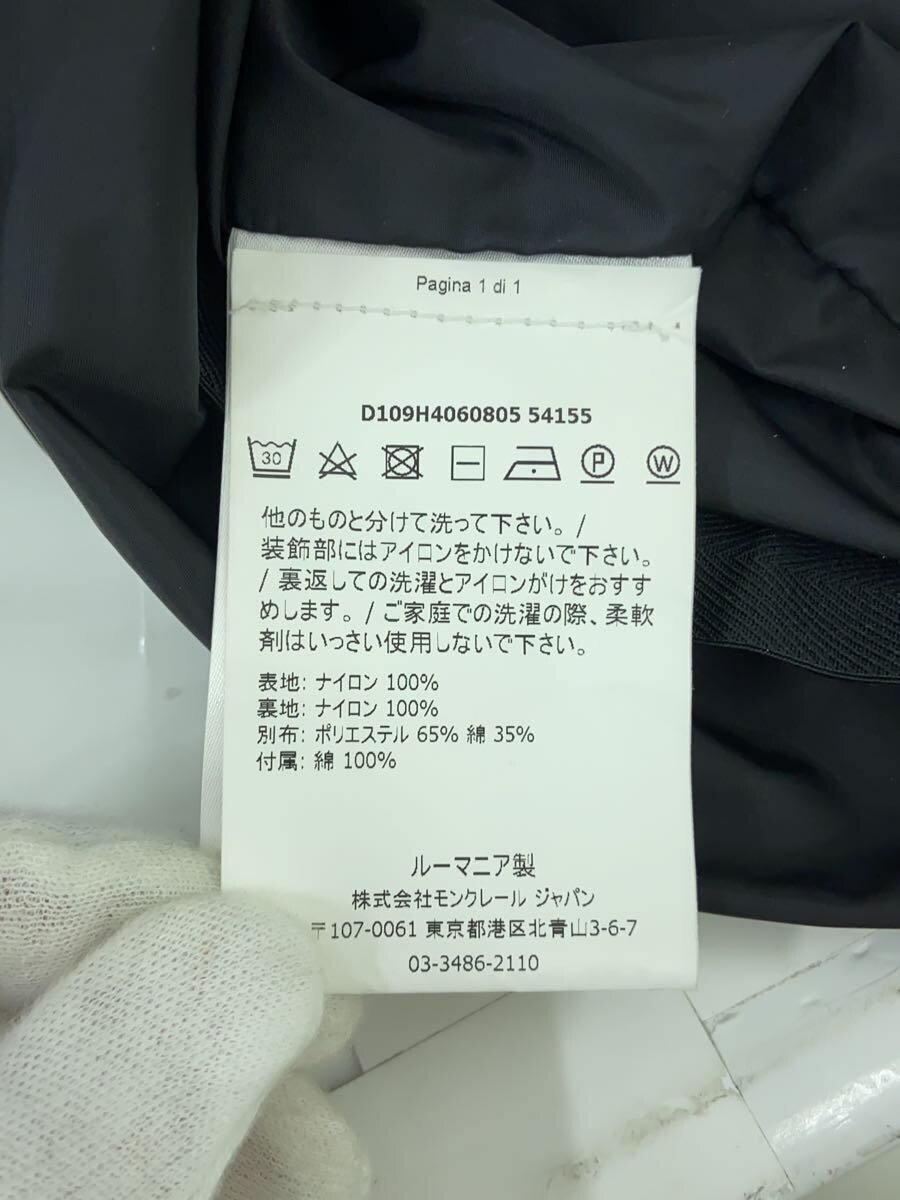 Pagina 1 di 1
D109H4060805 54155
30
P
W
他のものと分けて洗って下さい。/
装飾部にはアイロンをかけないで下さい。
/ 裏返しての洗濯とアイロンがけをおすす
めします。/ ご家庭での洗濯の際、柔軟
剤はいっさい使用しないで下さい。
表地: ナイロン 100%
裏地: ナイロン 100%
別布: ポリエステル 65% 綿 35%
付属: 綿 100%
ルーマニア製
株式会社モンクレール ジャパン
〒107-0061 東京都港区北青山3-6-7
03-3486-2110